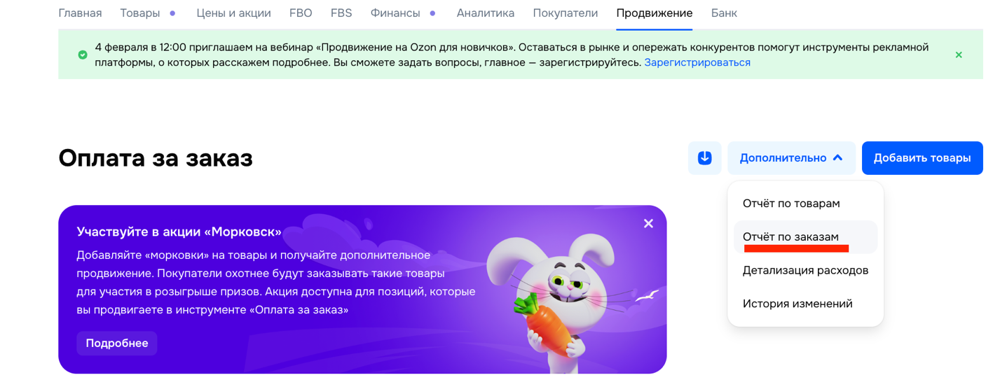 Главная Товары Цены и акции FBO FBS Финансы Аналитика Покупатели Продвижение Банк
4 февраля в 12:00 приглашаем на вебинар «Продвижение на Ozon для новичков». Оставаться в рынке и опережать конкурентов помогут инструменты рекламной
платформы, о которых расскажем подробнее. Вы сможете задать вопросы, главное — зарегистрируйтесь. Зарегистрироваться
Оплата за заказ
Дополнительно
Добавить товары
Отчёт по товарам
Отчёт по заказам
Детализация расходов
История изменений
Участвуйте в акции «Морковск»
Добавляйте «морковки» на товары и получайте дополнительное
продвижение. Покупатели охотнее будут заказывать такие товары
для участия в розыгрыше призов. Акция доступна для позиций, которые
вы продвигаете в инструменте «Оплата за заказ»
Подробнее